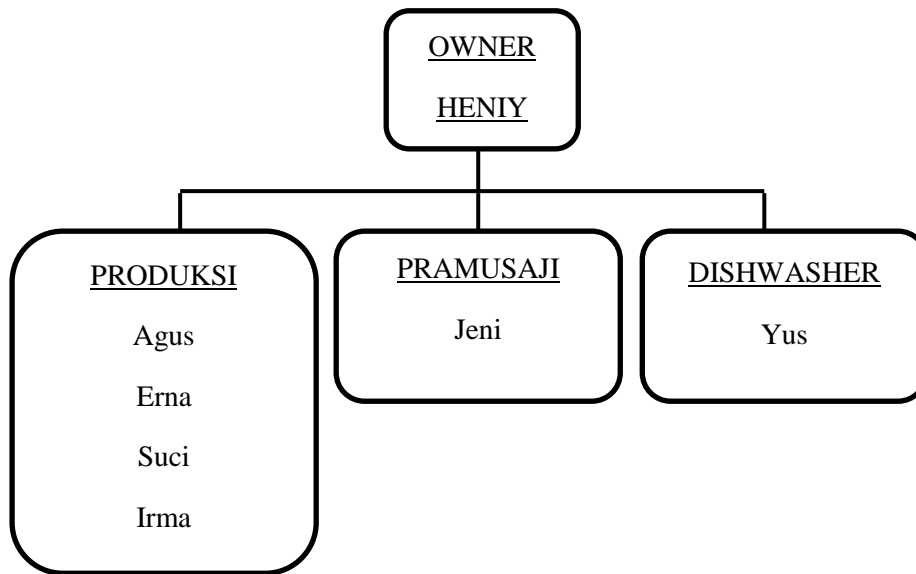 OWNER
HENIY
PRODUKSI
Agus
Erna
Suci
Irma
PRAMUSAJI
Jeni
DISHWASHER
Yus